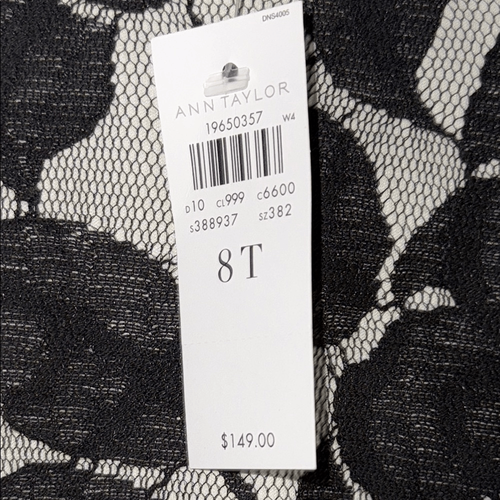 DNS4005
ANN TAYLOR
19650357 W4
D10 CL999 C6600
S388937 SZ382
8T
$149.00